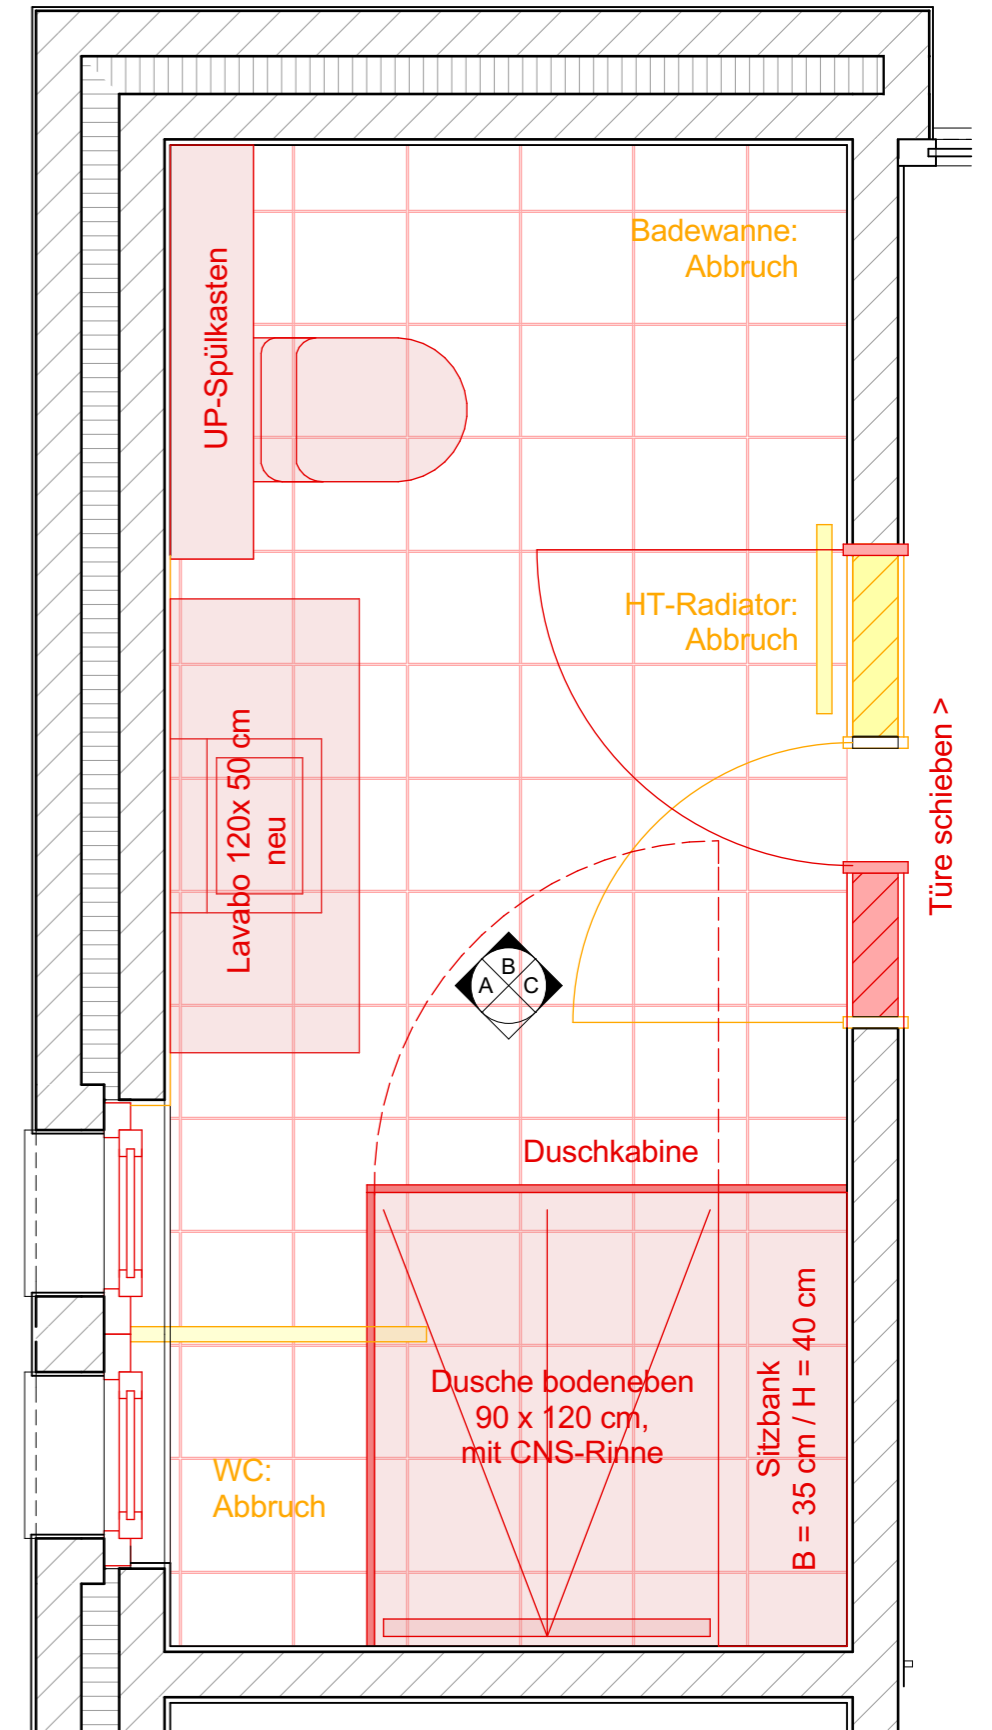 Badewanne:
Abbruch
UP-Spülkasten
HT-Radiator:
Abbruch
Türe schieben >
Lavabo 120x 50 cm
neu
B
A
C
Duschkabine
Dusche bodeneben
90 x 120 cm,
mit CNS-Rinne
Sitzbank
B = 35 cm / H = 40 cm
WC:
Abbruch